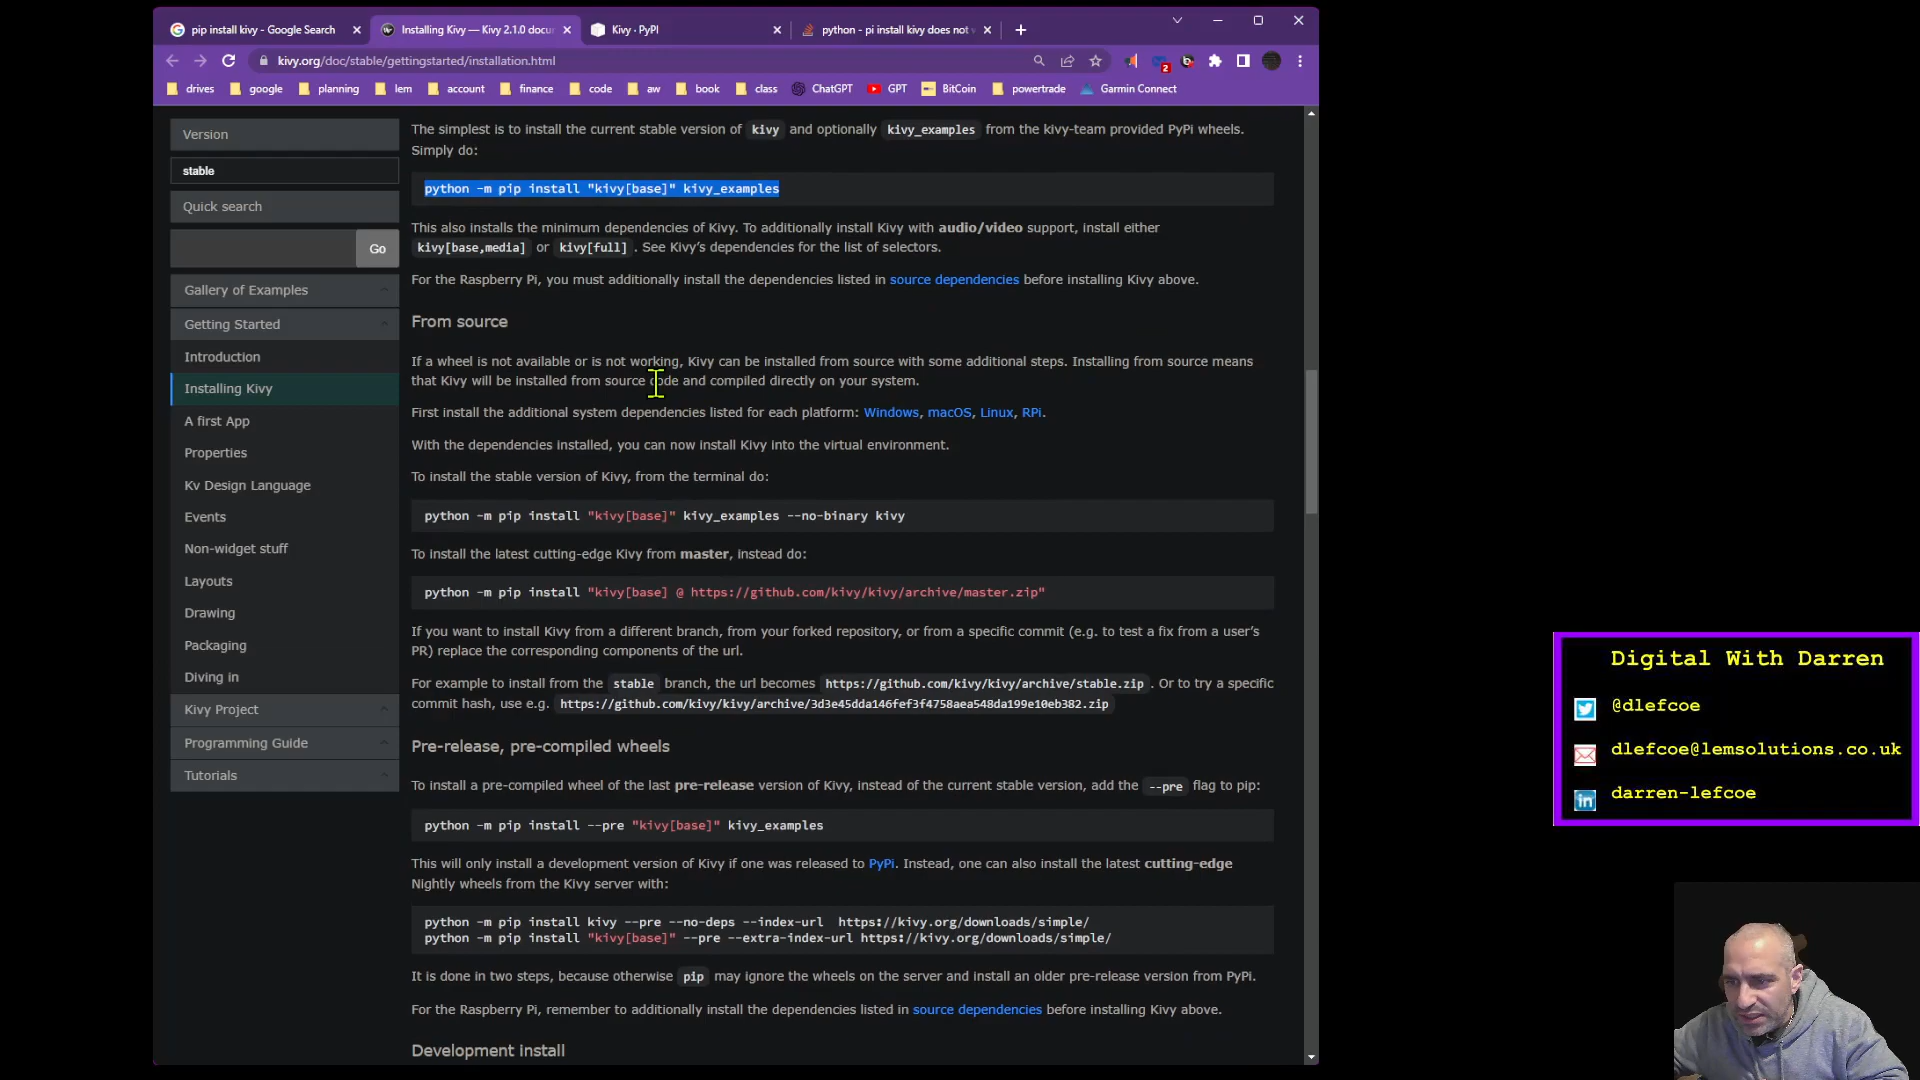 pip install kivy - Google Search
Installing Kivy — Kivy 2.1.0 docu
Kivy · PyPI
python - pi install kivy does not
kivy.org/doc/stable/gettingstarted/installation.html
2
drives google planning lem account finance code aw book class ChatGPT GPT BitCoin powertrade Garmin Connect
Version
stable
Quick search
Go
Gallery of Examples
Getting Started
Introduction
Installing Kivy
A first App
Properties
Kv Design Language
Events
Non-widget stuff
Layouts
Drawing
Packaging
Diving in
Kivy Project
Programming Guide
Tutorials
The simplest is to install the current stable version of kivy and optionally kivy_examples from the kivy-team provided PyPi wheels.
Simply do:
python -m pip install "kivy[base]" kivy_examples
This also installs the minimum dependencies of Kivy. To additionally install Kivy with audio/video support, install either
kivy[base,media] or kivy[full]. See Kivy's dependencies for the list of selectors.
For the Raspberry Pi, you must additionally install the dependencies listed in source dependencies before installing Kivy above.
From source
If a wheel is not available or is not working, Kivy can be installed from source with some additional steps. Installing from source means
that Kivy will be installed from source code and compiled directly on your system.
First install the additional system dependencies listed for each platform: Windows, macOS, Linux, RPi.
With the dependencies installed, you can now install Kivy into the virtual environment.
To install the stable version of Kivy, from the terminal do:
python -m pip install "kivy[base]" kivy_examples --no-binary kivy
To install the latest cutting-edge Kivy from master, instead do:
python -m pip install "kivy[base] @ https://github.com/kivy/kivy/archive/master.zip"
If you want to install Kivy from a different branch, from your forked repository, or from a specific commit (e.g. to test a fix from a user's
PR) replace the corresponding components of the url.
For example to install from the stable branch, the url becomes https://github.com/kivy/kivy/archive/stable.zip. Or to try a specific
commit hash, use e.g. https://github.com/kivy/kivy/archive/3d3e45dda146fef3f4758aea548da199e10eb382.zip
Pre-release, pre-compiled wheels
To install a pre-compiled wheel of the last pre-release version of Kivy, instead of the current stable version, add the --pre flag to pip:
python -m pip install --pre "kivy[base]" kivy_examples
This will only install a development version of Kivy if one was released to PyPi. Instead, one can also install the latest cutting-edge
Nightly wheels from the Kivy server with:
python -m pip install kivy --pre --no-deps --index-url https://kivy.org/downloads/simple/
python -m pip install "kivy[base]" --pre --extra-index-url https://kivy.org/downloads/simple/
It is done in two steps, because otherwise pip may ignore the wheels on the server and install an older pre-release version from PyPi.
For the Raspberry Pi, remember to additionally install the dependencies listed in source dependencies before installing Kivy above.
Development install
Digital With Darren
@dlefcoe
dlefcoe@lemsolutions.co.uk
in darren-lefcoe